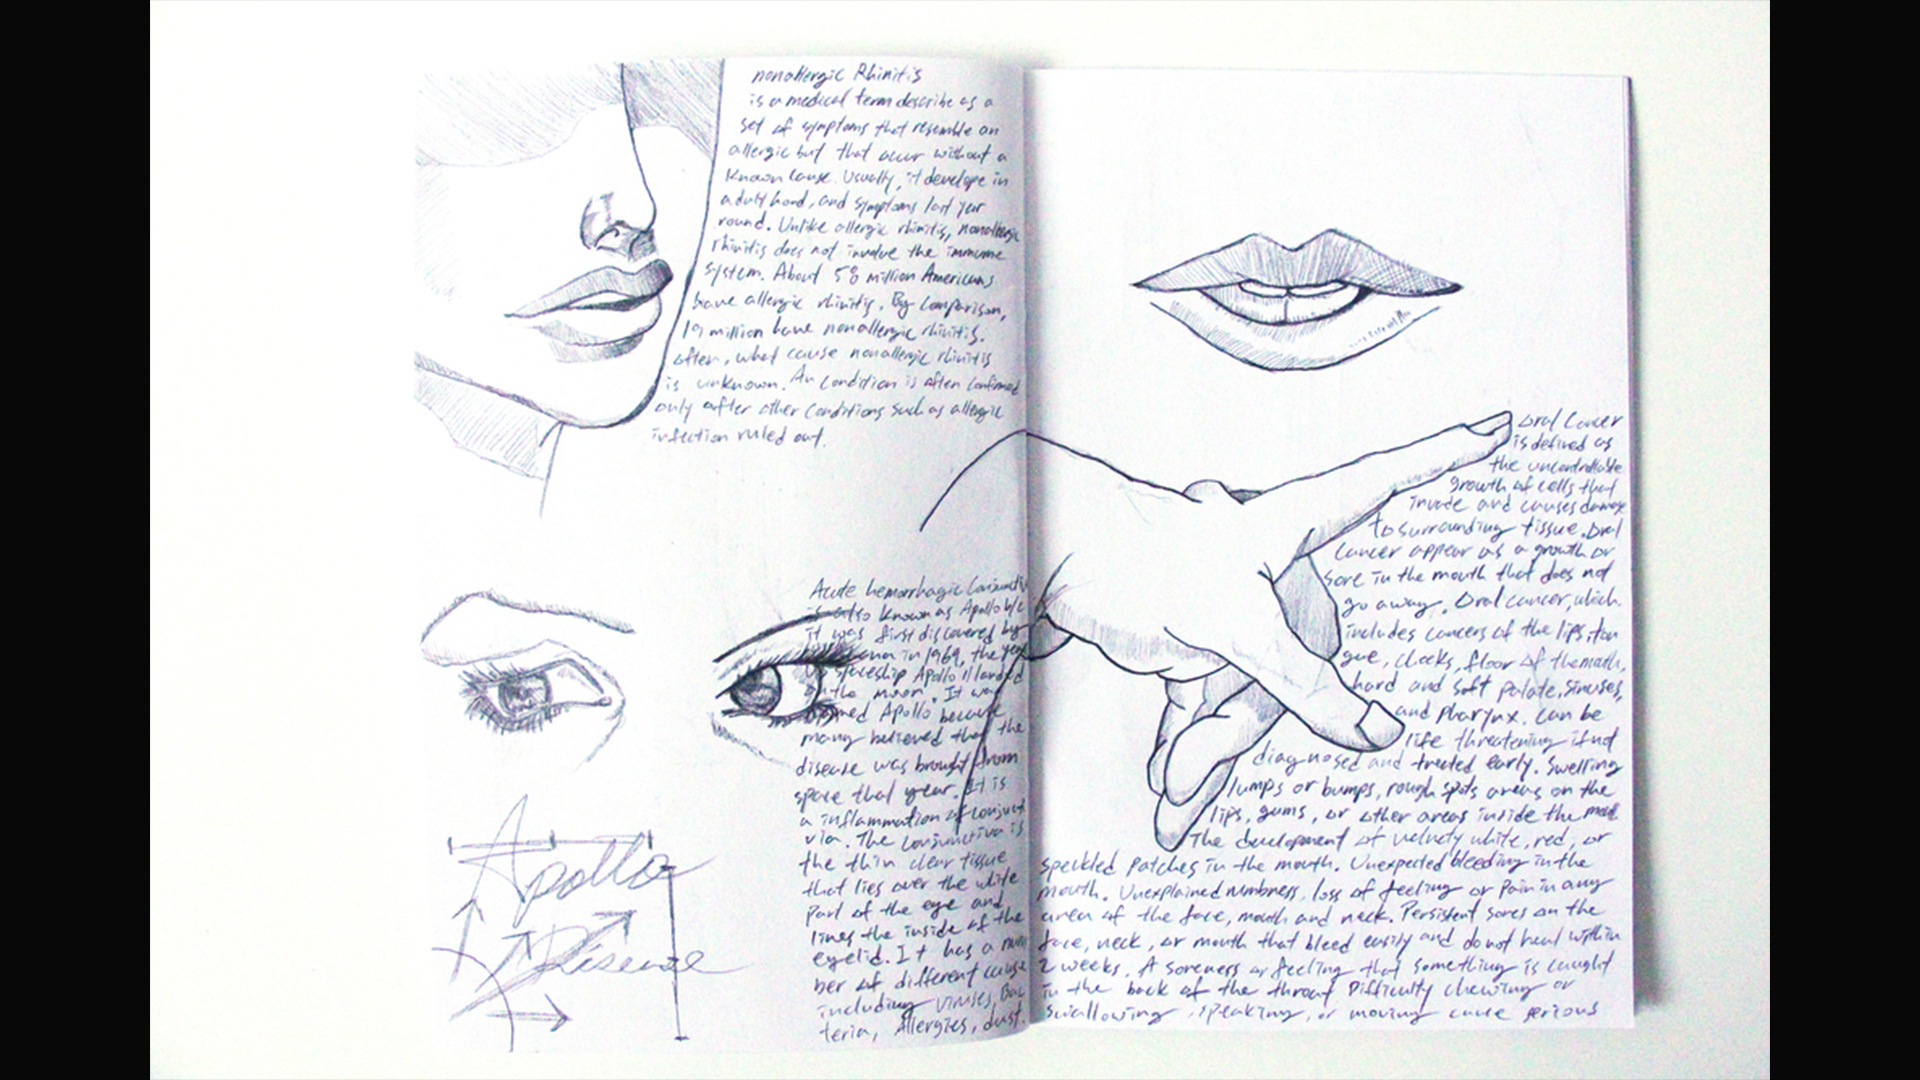 nonallergic Rhinitis
is a medical term describe as a
set of symptoms that resemble an
allergic but that occur without a
known cause. Usually, it develope in
adulthood, and symptoms last year
round. Unlike allergic rhinitis, nonallergic
rhinitis does not involve the immune
system. About 58 million Americans
have allergic rhinitis. By comparison,
19 million have nonallergic rhinitis.
often, what cause nonallergic rhinitis
is unknown. An condition is often confirmed
only after other conditions such as allergic
infection ruled out.
Acute hemorrhagic conjuncti
is also known as Apollo b/c
it was first discovered by
in 1969, the year
US spaceship Apollo 11 landed
on the moon". It was
named Apollo" because
many believed that the
disease was brought from
space that year. It is
a inflammation of conjunct
via. The conjunctiva is
the thin clear tissue
that lies over the white
part of the eye and
lines the inside of the
eyelid. It has a num
ber of different cause
including viruses, Bac
teria, Allergies, dust.
Apollo
Disease
Oral Cancer
is defined as
the uncontrollable
growth of cells that
invade and causes damage
to surrounding tissue. Oral
cancer appear as a growth or
sore in the mouth that does not
go away. Oral cancer, which
includes cancers of the lips, ton
gue, cheeks, floor of the mouth,
hard and soft palate, sinuses,
and pharynx. can be
life threatening if not
diagnosed and treated early. Swelling
lumps or bumps, rough spots areas on the
lips, gums, or other areas inside the mouth
The development of velvety white, red, or
speckled patches in the mouth. Unexpected bleeding in the
mouth. Unexplained numbness, loss of feeling or pain in any
area of the face, mouth and neck. Persistent sores on the
face, neck, or mouth that bleed easily and do not heal within
2 weeks. A soreness or feeling that something is caught
in the back of the throat Difficulty chewing or
swallowing, speaking, or moving cause serious